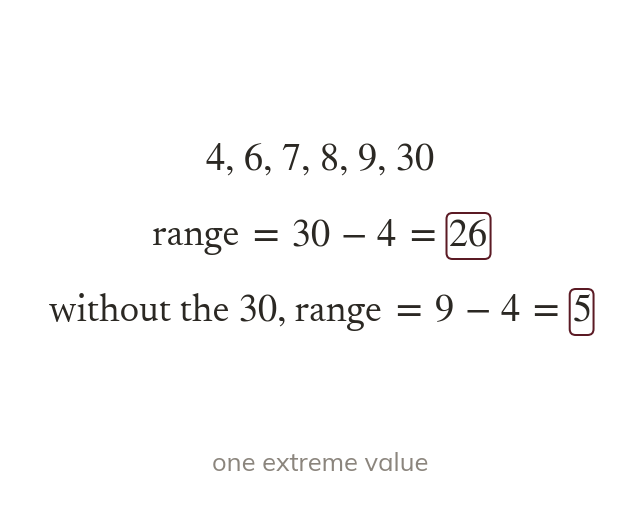 4, 6, 7, 8, 9, 30
range = 30 − 4 = 26
without the 30, range = 9 − 4 = 5
one extreme value